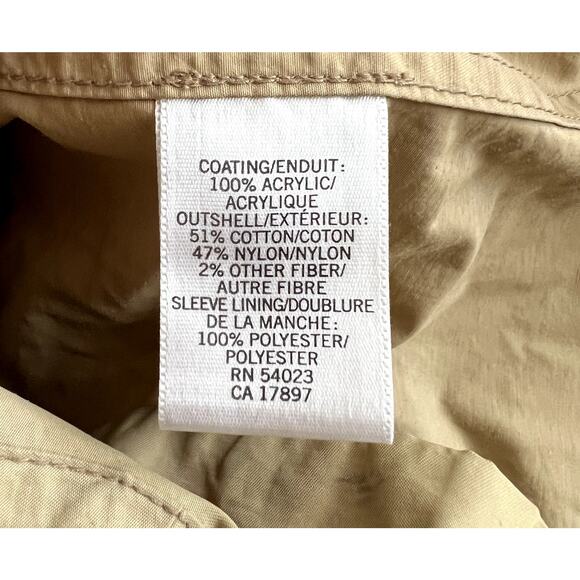 COATING/ENDUIT:
100% ACRYLIC/
ACRYLIQUE
OUTSHELL/EXTÉRIEUR:
51% COTTON/COTON
47% NYLON/NYLON
2% OTHER FIBER/
AUTRE FIBRE
SLEEVE LINING/DOUBLURE
DE LA MANCHE:
100% POLYESTER/
POLYESTER
RN 54023
CA 17897